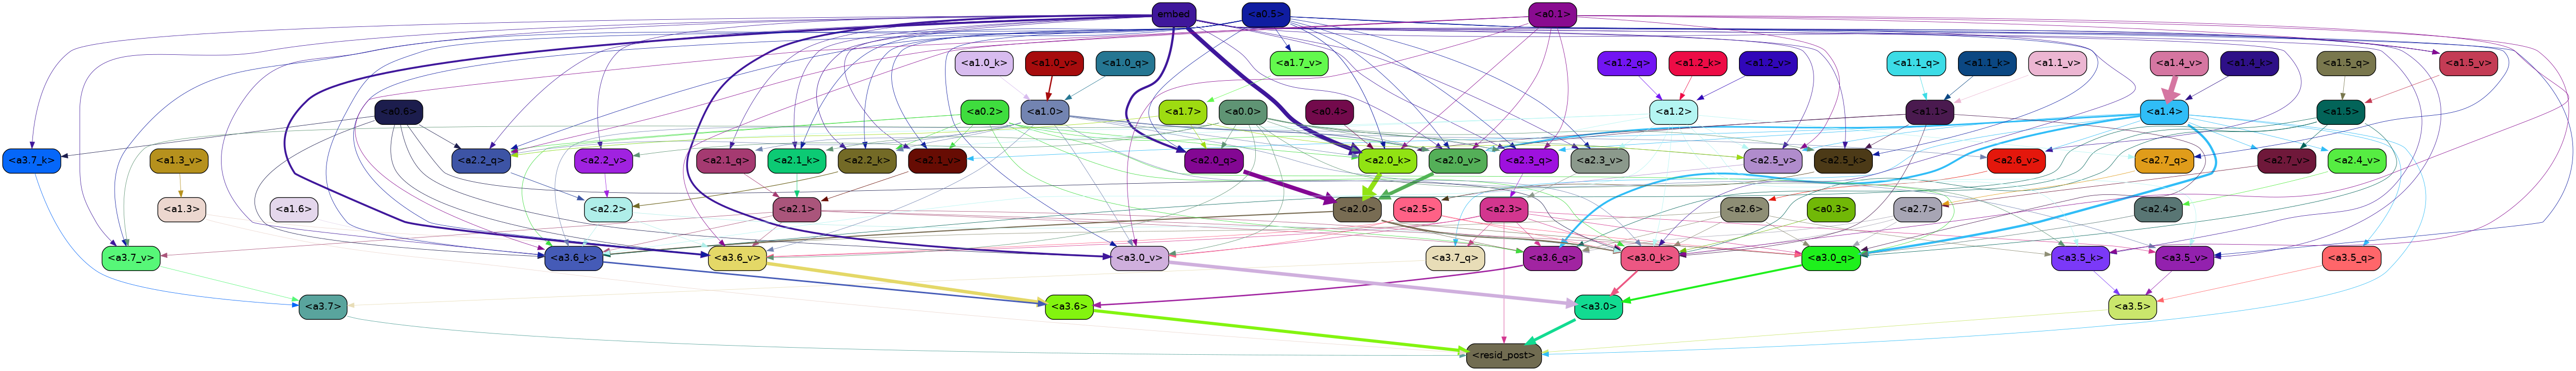 embed <a0.5> <a0.1>
<a1.0_k> <a1.0_v> <a1.0_q> <a1.7_v> <a1.2_q> <a1.2_k> <a1.2_v> <a1.1_q> <a1.1_k> <a1.1_v> <a1.4_v> <a1.4_k> <a1.5_q> <a1.5_v>
<a0.6> <a0.2> <a1.0> <a1.7> <a0.0> <a0.4> <a1.2> <a1.1> <a1.4> <a1.5>
<a3.7_k> <a1.3_v> <a2.2_q> <a2.2_v> <a2.1_q> <a2.1_k> <a2.2_k> <a2.1_v> <a2.0_q> <a2.0_k> <a2.0_v> <a2.3_q> <a2.3_v> <a2.5_v> <a2.5_k> <a2.6_v> <a2.7_q> <a2.7_v> <a2.4_v>
<a1.3> <a1.6> <a2.2> <a2.1> <a2.0> <a2.5> <a2.3> <a2.6> <a0.3> <a2.7> <a2.4>
<a3.7_v> <a3.6_k> <a3.6_v> <a3.0_v> <a3.7_q> <a3.6_q> <a3.0_k> <a3.0_q> <a3.5_k> <a3.5_v> <a3.5_q>
<a3.7> <a3.6> <a3.0> <a3.5>
<resid_post>